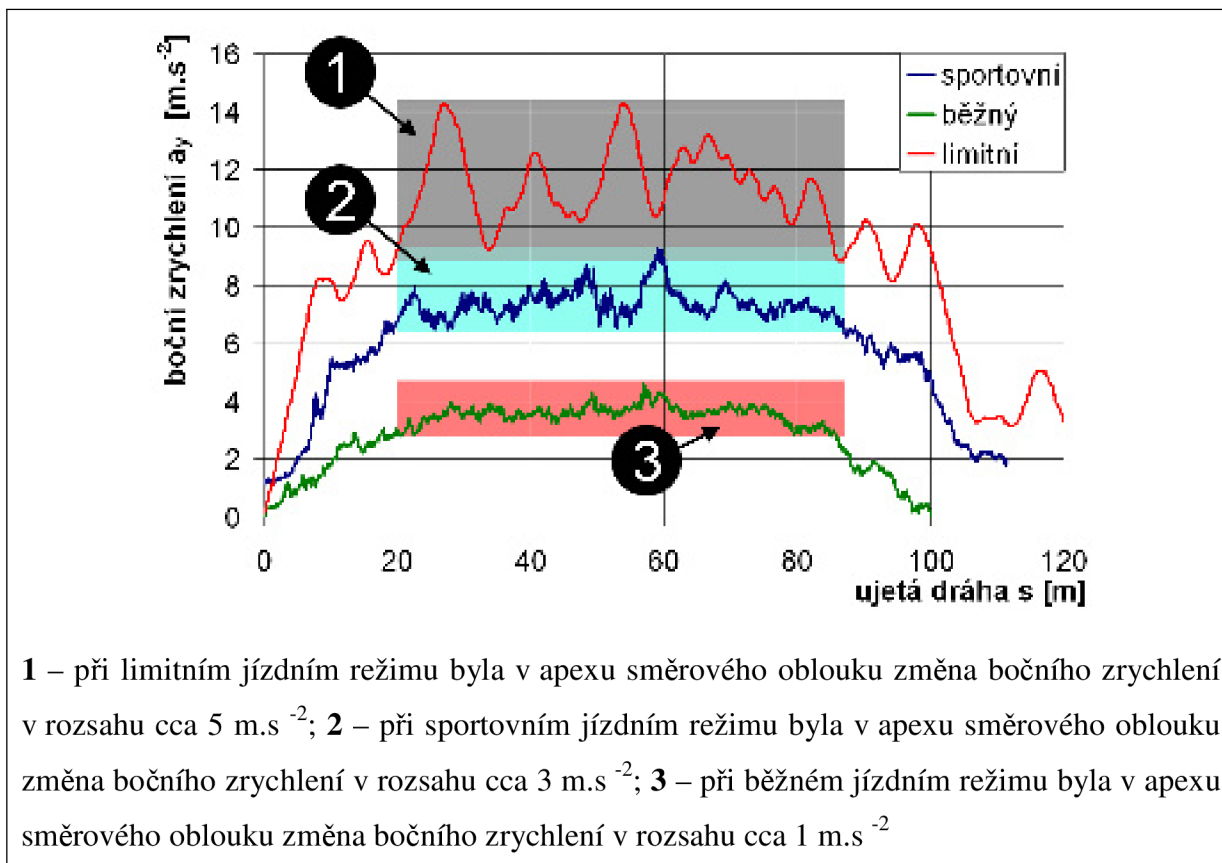 boční zrychlení ay [m.s-2]
16
14
12
10
8
6
4
2
0
1
2
3
sportovní
běžný
limitní
0 20 40 60 80 100 120
ujetá dráha s [m]
1 – při limitním jízdním režimu byla v apexu směrového oblouku změna bočního zrychlení
v rozsahu cca 5 m.s -2; 2 – při sportovním jízdním režimu byla v apexu směrového oblouku
změna bočního zrychlení v rozsahu cca 3 m.s -2; 3 – při běžném jízdním režimu byla v apexu
směrového oblouku změna bočního zrychlení v rozsahu cca 1 m.s -2